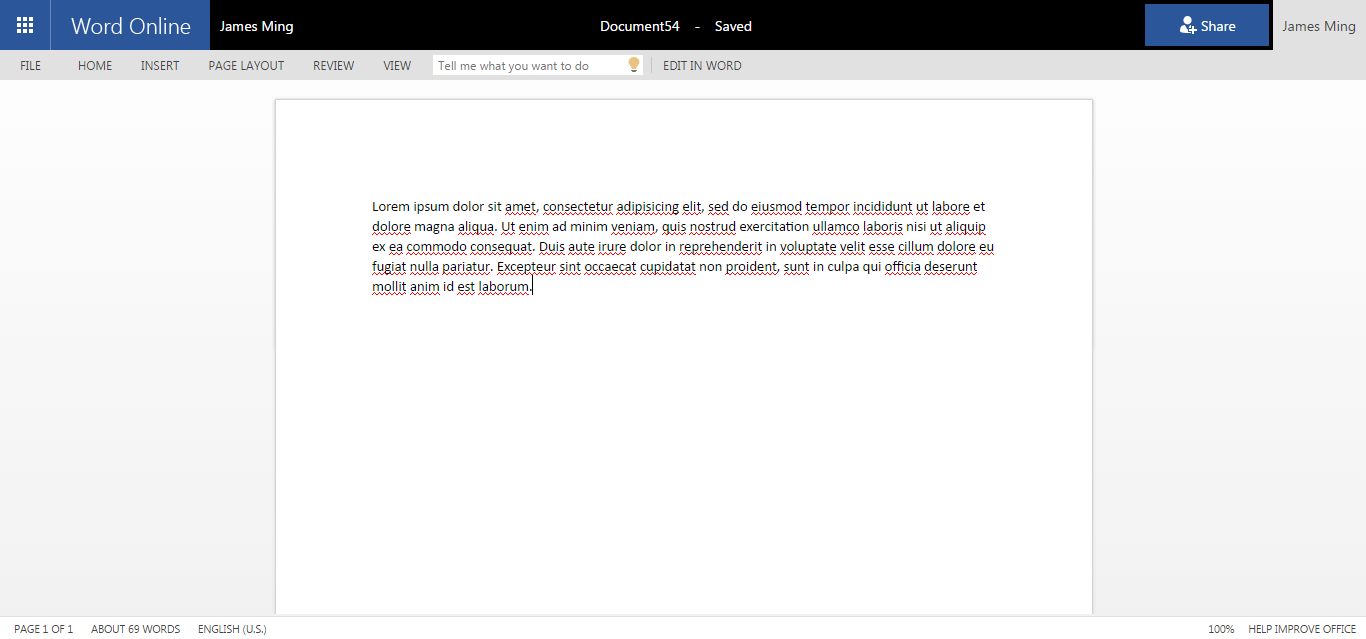 Word Online James Ming Document54 - Saved Share James Ming
FILE HOME INSERT PAGE LAYOUT REVIEW VIEW Tell me what you want to do EDIT IN WORD
Lorem ipsum dolor sit amet, consectetur adipisicing elit, sed do eiusmod tempor incididunt ut labore et
dolore magna aliqua. Ut enim ad minim veniam, quis nostrud exercitation ullamco laboris nisi ut aliquip
ex ea commodo consequat. Duis aute irure dolor in reprehenderit in voluptate velit esse cillum dolore eu
fugiat nulla pariatur. Excepteur sint occaecat cupidatat non proident, sunt in culpa qui officia deserunt
mollit anim id est laborum.
PAGE 1 OF 1 ABOUT 69 WORDS ENGLISH (U.S.) 100% HELP IMPROVE OFFICE